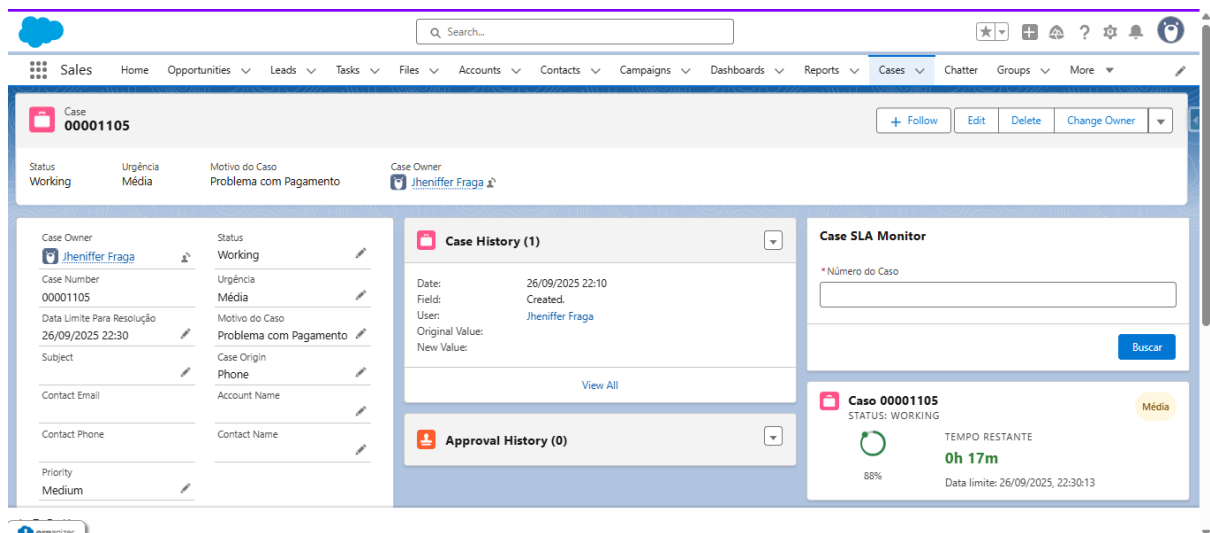 Search...
Sales Home Opportunities Leads Tasks Files Accounts Contacts Campaigns Dashboards Reports Cases Chatter Groups More
Case
00001105
+ Follow Edit Delete Change Owner
Status Urgência Motivo do Caso Case Owner
Working Média Problema com Pagamento Jheniffer Fraga
Case Owner
Jheniffer Fraga
Status
Working
Case Number
00001105
Urgência
Média
Data Limite Para Resolução
26/09/2025 22:30
Motivo do Caso
Problema com Pagamento
Subject
Case Origin
Phone
Contact Email
Account Name
Contact Phone
Contact Name
Priority
Medium
Case History (1)
Date: 26/09/2025 22:10
Field: Created.
User: Jheniffer Fraga
Original Value:
New Value:
View All
Approval History (0)
Case SLA Monitor
*Número do Caso
Buscar
Caso 00001105
STATUS: WORKING
Média
88%
TEMPO RESTANTE
0h 17m
Data limite: 26/09/2025, 22:30:13